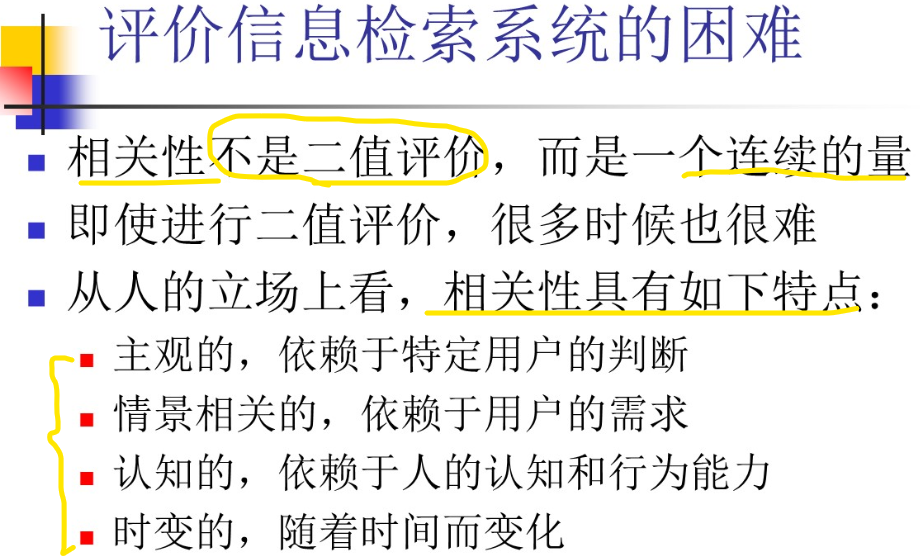 评价信息检索系统的困难
相关性不是二值评价，而是一个连续的量
即使进行二值评价，很多时候也很难
从人的立场上看，相关性具有如下特点：
主观的，依赖于特定用户的判断
情景相关的，依赖于用户的需求
认知的，依赖于人的认知和行为能力
时变的，随着时间而变化